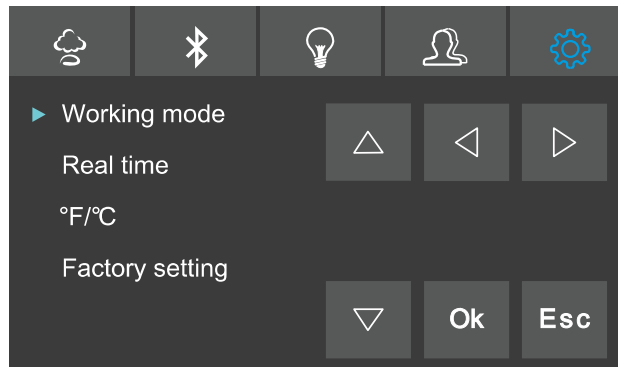 Working mode
Real time
°F/℃
Factory setting
Ok
Esc